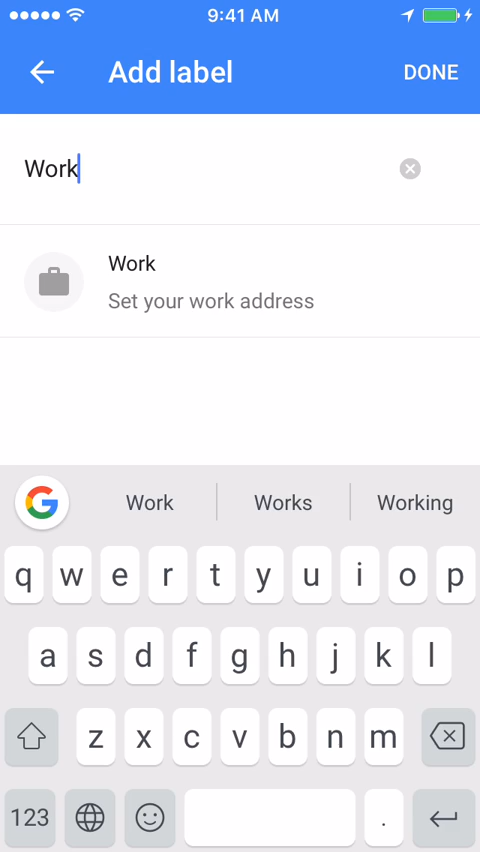 9:41 AM
Add label
DONE
Work
Work
Set your work address
Work Works Working
q w e r t y u i o p
a s d f g h j k l
z x c v b n m
123 .